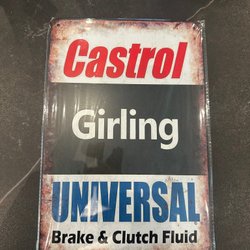 Castrol
Girling
UNIVERSAL
Brake & Clutch Fluid